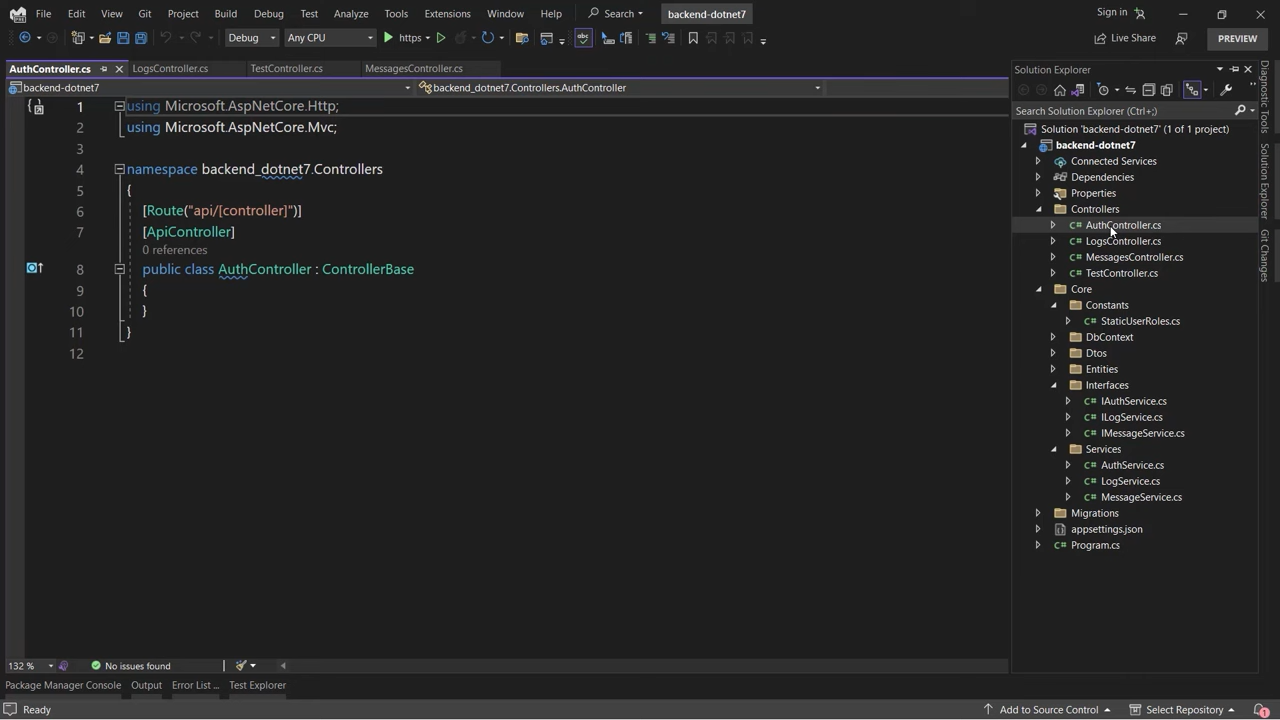 File Edit View Git Project Build Debug Test Analyze Tools Extensions Window Help Search backend-dotnet7 Sign in
Debug Any CPU https Live Share PREVIEW
AuthController.cs LogsController.cs TestController.cs MessagesController.cs
backend-dotnet7 backend_dotnet7.Controllers.AuthController
1 using Microsoft.AspNetCore.Http;
2 using Microsoft.AspNetCore.Mvc;
3
4 namespace backend_dotnet7.Controllers
5 {
6 [Route("api/[controller]")]
7 [ApiController]
0 references
8 public class AuthController : ControllerBase
9 {
10 }
11 }
12
132 % No issues found
Solution Explorer
Search Solution Explorer (Ctrl+;)
Solution 'backend-dotnet7' (1 of 1 project)
backend-dotnet7
Connected Services
Dependencies
Properties
Controllers
C# AuthController.cs
C# LogsController.cs
C# MessagesController.cs
C# TestController.cs
Core
Constants
C# StaticUserRoles.cs
DbContext
Dtos
Entities
Interfaces
C# IAuthService.cs
C# ILogService.cs
C# IMessageService.cs
Services
C# AuthService.cs
C# LogService.cs
C# MessageService.cs
Migrations
appsettings.json
C# Program.cs
Diagnostic Tools
Solution Explorer
Git Changes
Package Manager Console Output Error List ... Test Explorer
Ready Add to Source Control Select Repository 1